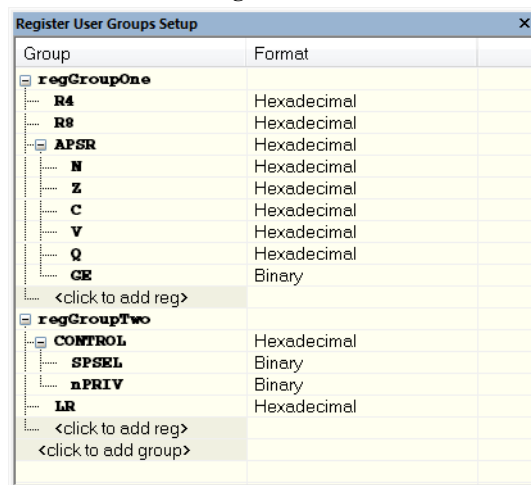 Register User Groups Setup
Group Format
regGroupOne
R4 Hexadecimal
R8 Hexadecimal
APSR Hexadecimal
N Hexadecimal
Z Hexadecimal
C Hexadecimal
V Hexadecimal
Q Hexadecimal
GE Binary
<click to add reg>
regGroupTwo
CONTROL Hexadecimal
SPSEL Binary
nPRIV Binary
LR Hexadecimal
<click to add reg>
<click to add group>